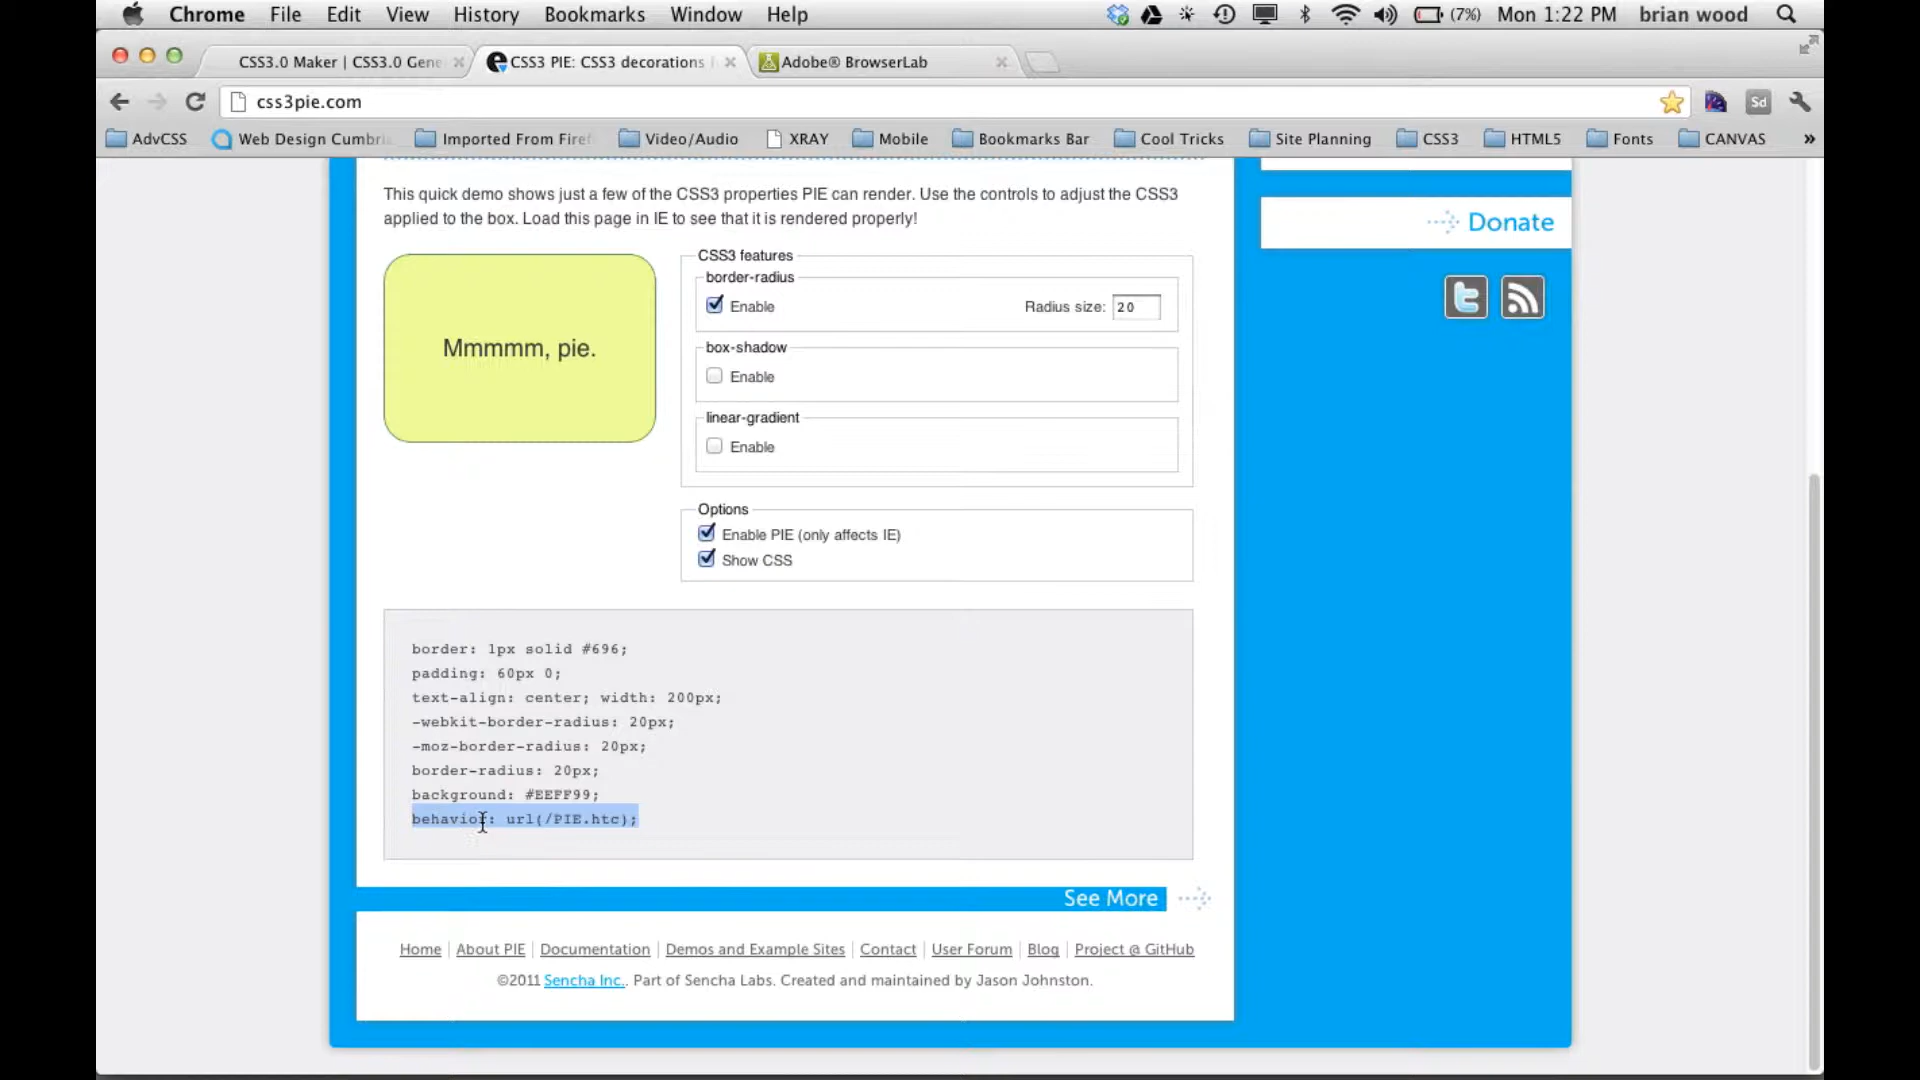 Chrome File Edit View History Bookmarks Window Help (7%) Mon 1:22 PM brian wood
CSS3.0 Maker | CSS3.0 Gene CSS3 PIE: CSS3 decorations Adobe® BrowserLab
css3pie.com Sd
AdvCSS Web Design Cumbri Imported From Firef Video/Audio XRAY Mobile Bookmarks Bar Cool Tricks Site Planning CSS3 HTML5 Fonts CANVAS »
This quick demo shows just a few of the CSS3 properties PIE can render. Use the controls to adjust the CSS3
applied to the box. Load this page in IE to see that it is rendered properly!
Donate
Mmmmm, pie.
CSS3 features
border-radius
Enable Radius size: 20
box-shadow
Enable
linear-gradient
Enable
Options
Enable PIE (only affects IE)
Show CSS
border: 1px solid #696;
padding: 60px 0;
text-align: center; width: 200px;
-webkit-border-radius: 20px;
-moz-border-radius: 20px;
border-radius: 20px;
background: #EEFF99;
behavior: url(/PIE.htc);
See More
Home | About PIE | Documentation | Demos and Example Sites | Contact | User Forum | Blog | Project @ GitHub
©2011 Sencha Inc.. Part of Sencha Labs. Created and maintained by Jason Johnston.